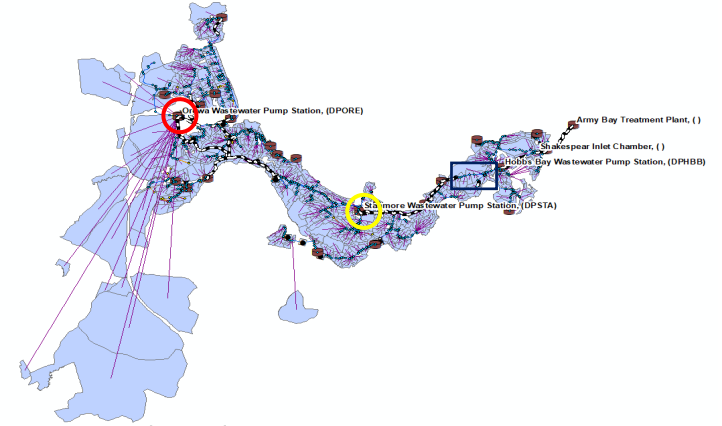 Orewa Wastewater Pump Station, (DPORE)
Army Bay Treatment Plant, ( )
Shakespear Inlet Chamber, ( )
Hobbs Bay Wastewater Pump Station, (DPHBB)
Stanmore Wastewater Pump Station, (DPSTA)